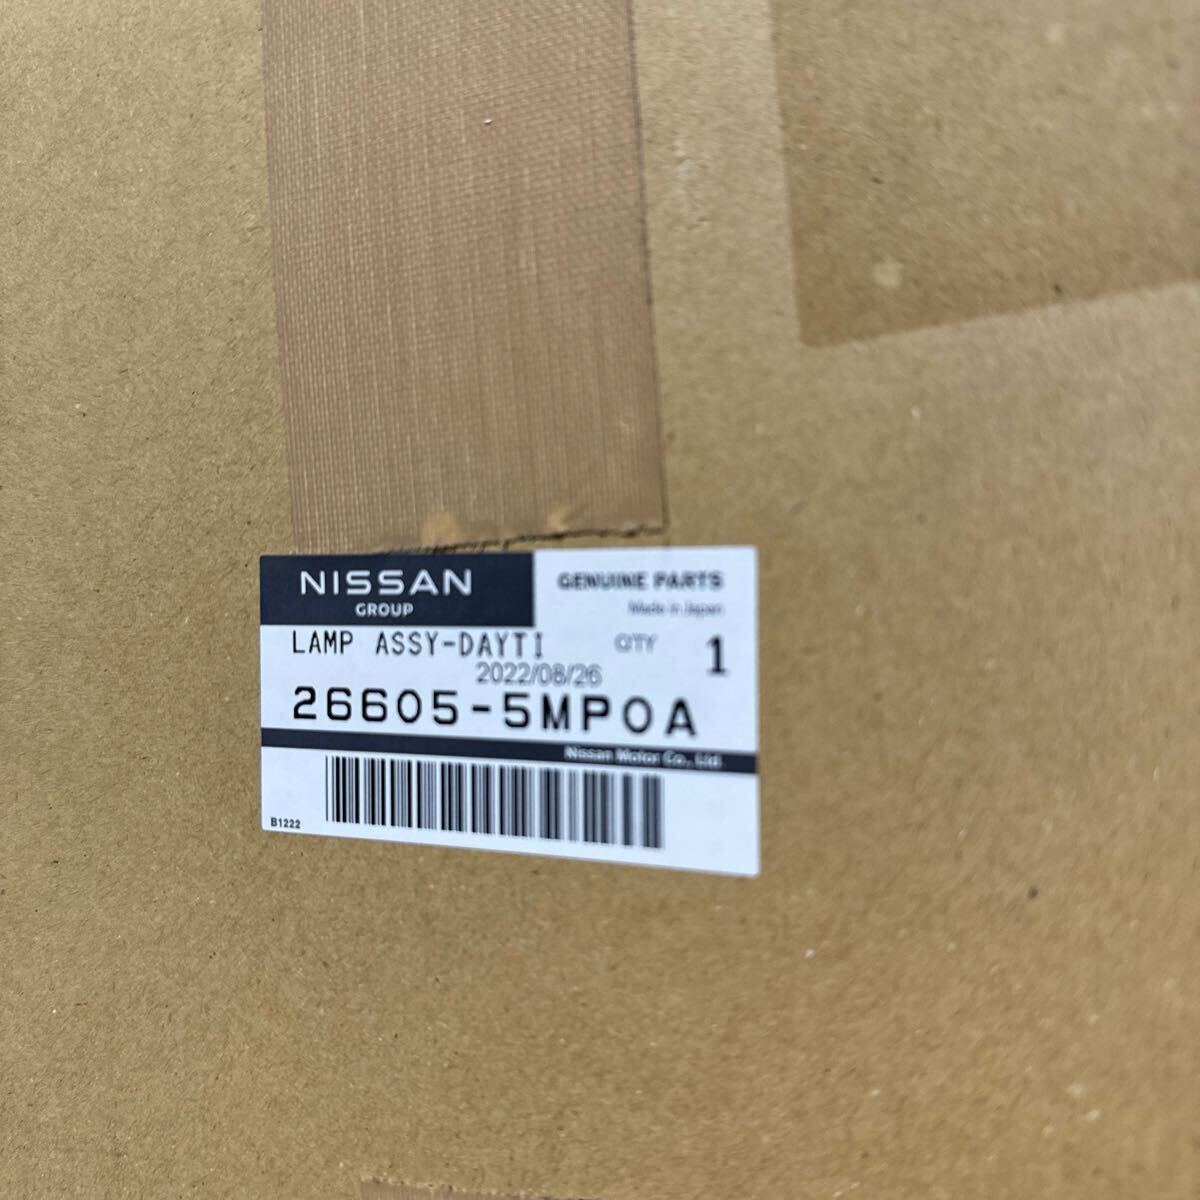 NISSAN
GROUP
GENUINE PARTS
Made in Japan
LAMP ASSY-DAYTI
QTY 1
2022/08/26
26605-5MP0A
Nissan Motor Co., Ltd.
B1222